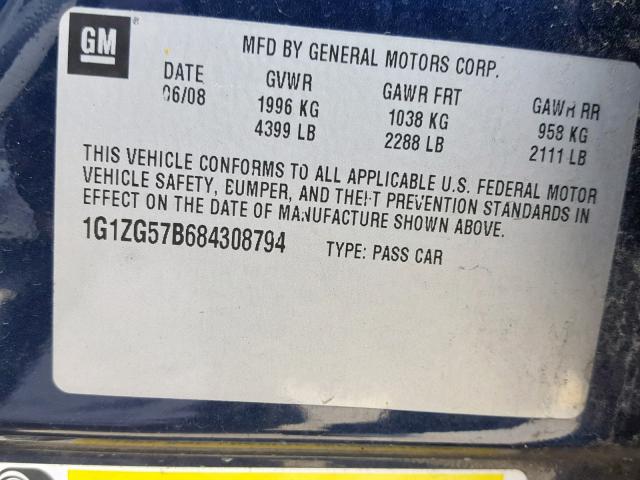 GM
MFD BY GENERAL MOTORS CORP.
DATE GVWR GAWR FRT GAWR RR
06/08 1996 KG 1038 KG 958 KG
4399 LB 2288 LB 2111 LB
THIS VEHICLE CONFORMS TO ALL APPLICABLE U.S. FEDERAL MOTOR
VEHICLE SAFETY, BUMPER, AND THEFT PREVENTION STANDARDS IN
EFFECT ON THE DATE OF MANUFACTURE SHOWN ABOVE.
1G1ZG57B684308794 TYPE: PASS CAR